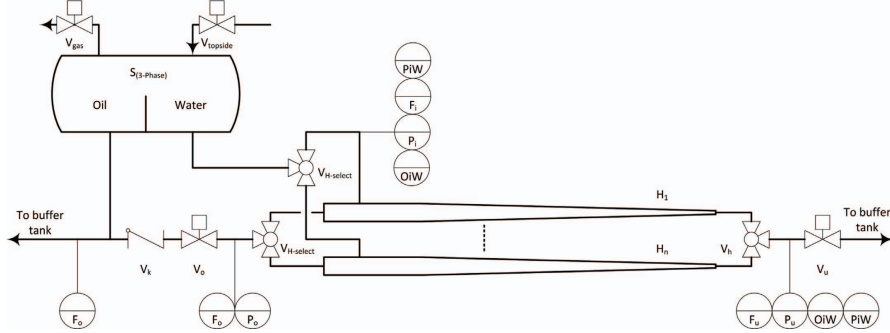 V_gas
V_topside
S_(3-Phase)
Oil
Water
PiW
F_i
P_i
OiW
V_H-select
H_1
To buffer
tank
To buffer
tank
V_H-select
H_n
V_h
V_k
V_o
V_u
F_o
F_o
P_o
F_u
P_u
OiW
PiW